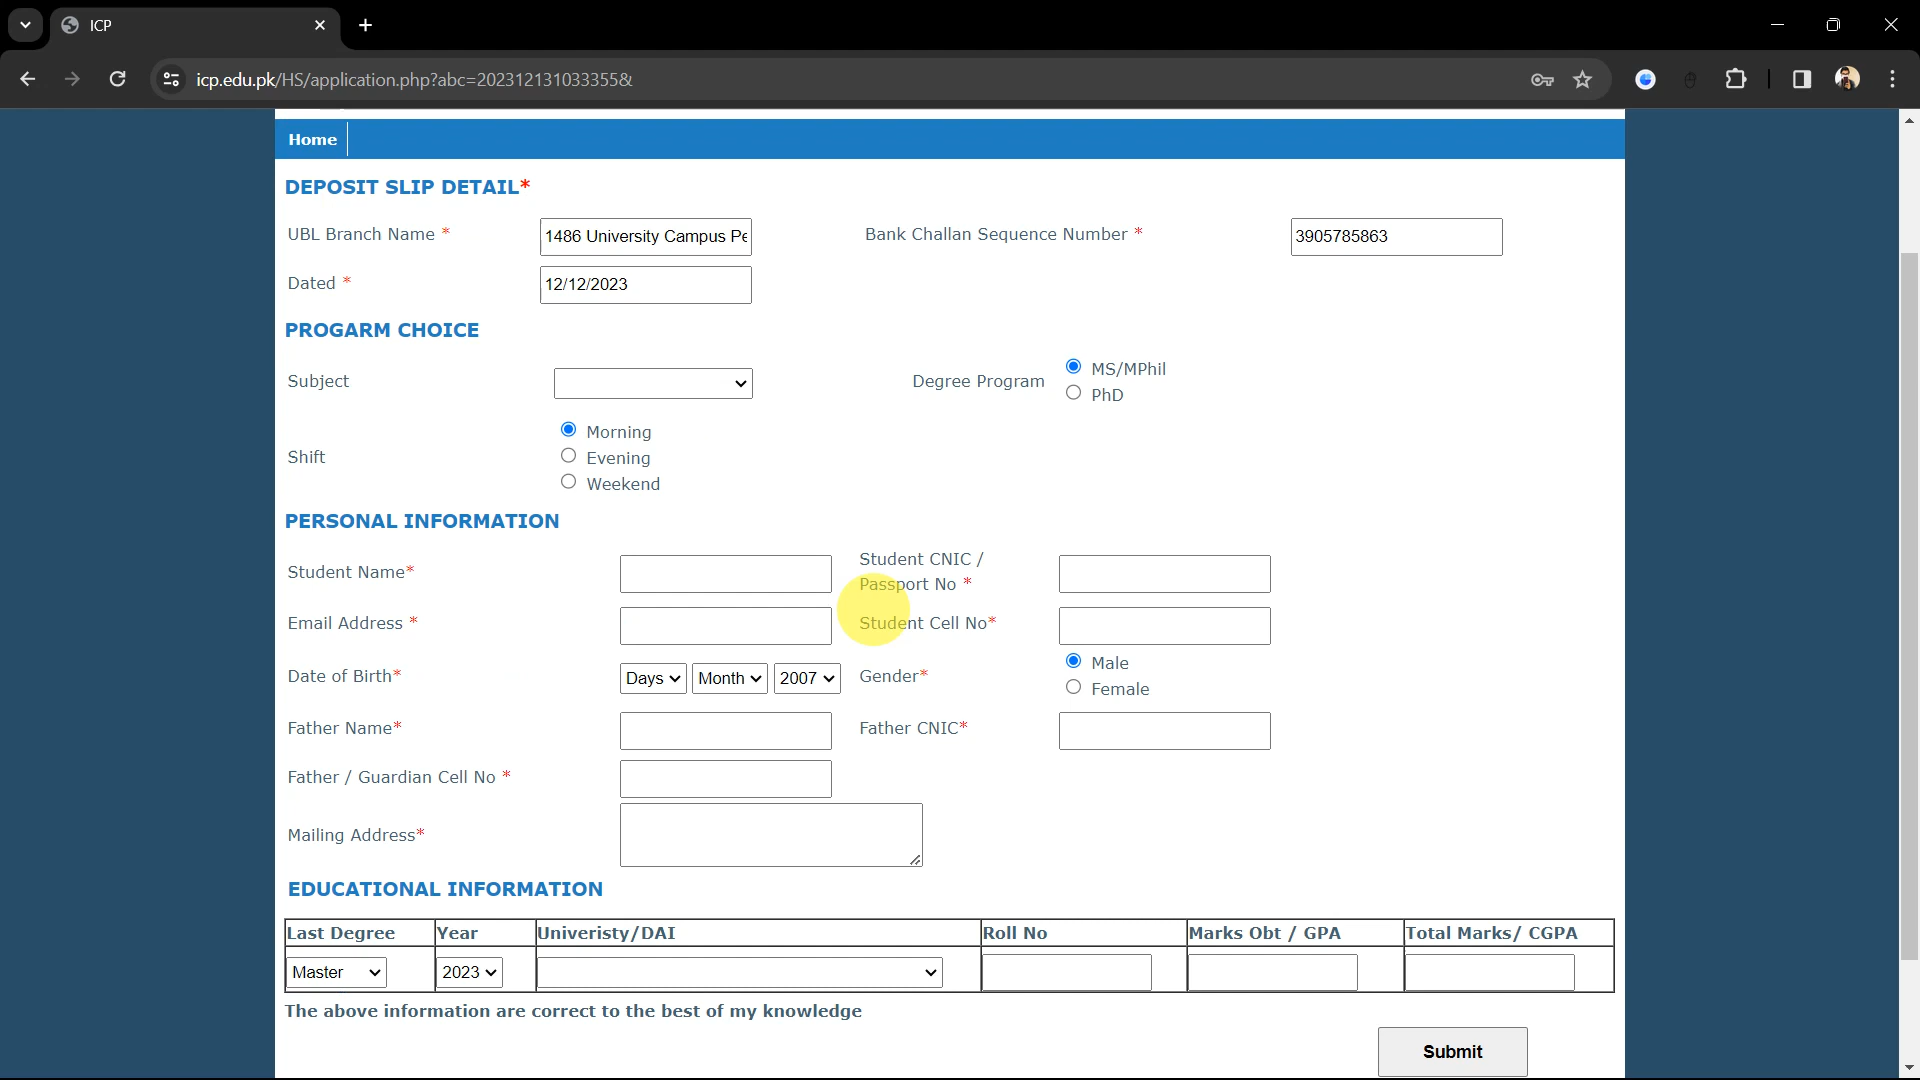 ICP
icp.edu.pk/HS/application.php?abc=2023121310333355&
Home
DEPOSIT SLIP DETAIL*
UBL Branch Name * 1486 University Campus Pe Bank Challan Sequence Number * 3905785863
Dated * 12/12/2023
PROGARM CHOICE
Subject Degree Program MS/MPhil
PhD
Shift Morning
Evening
Weekend
PERSONAL INFORMATION
Student Name* Student CNIC /
Passport No *
Email Address * Student Cell No*
Date of Birth* Days Month 2007 Gender* Male
Female
Father Name* Father CNIC*
Father / Guardian Cell No *
Mailing Address*
EDUCATIONAL INFORMATION
Last Degree Year Univeristy/DAI Roll No Marks Obt / GPA Total Marks/ CGPA
Master 2023
The above information are correct to the best of my knowledge
Submit